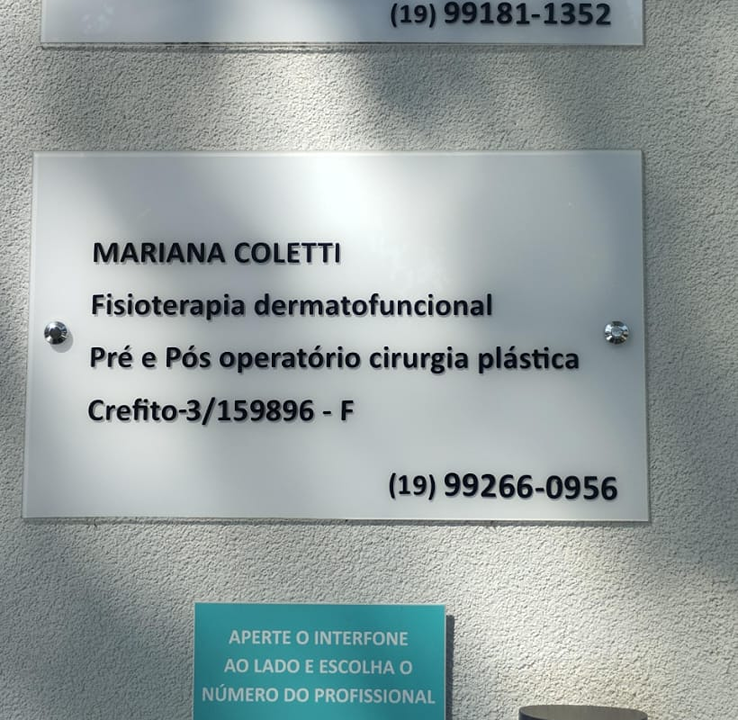 (19) 99181-1352
MARIANA COLETTI
Fisioterapia dermatofuncional
Pré e Pós operatório cirurgia plástica
Crefito-3/159896 - F
(19) 99266-0956
APERTE O INTERFONE
AO LADO E ESCOLHA O
NÚMERO DO PROFISSIONAL